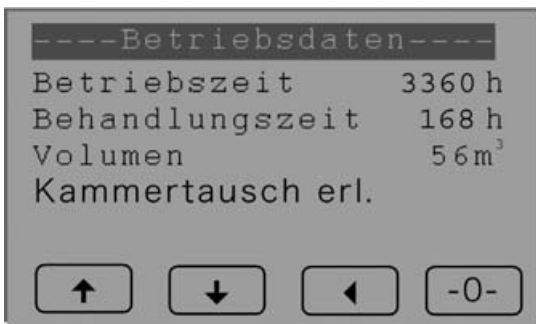 ----Betriebsdaten----
Betriebszeit 3360 h
Behandlungszeit 168 h
Volumen 56m³
Kammertausch erl.
↑ ↓ ◀ -0-